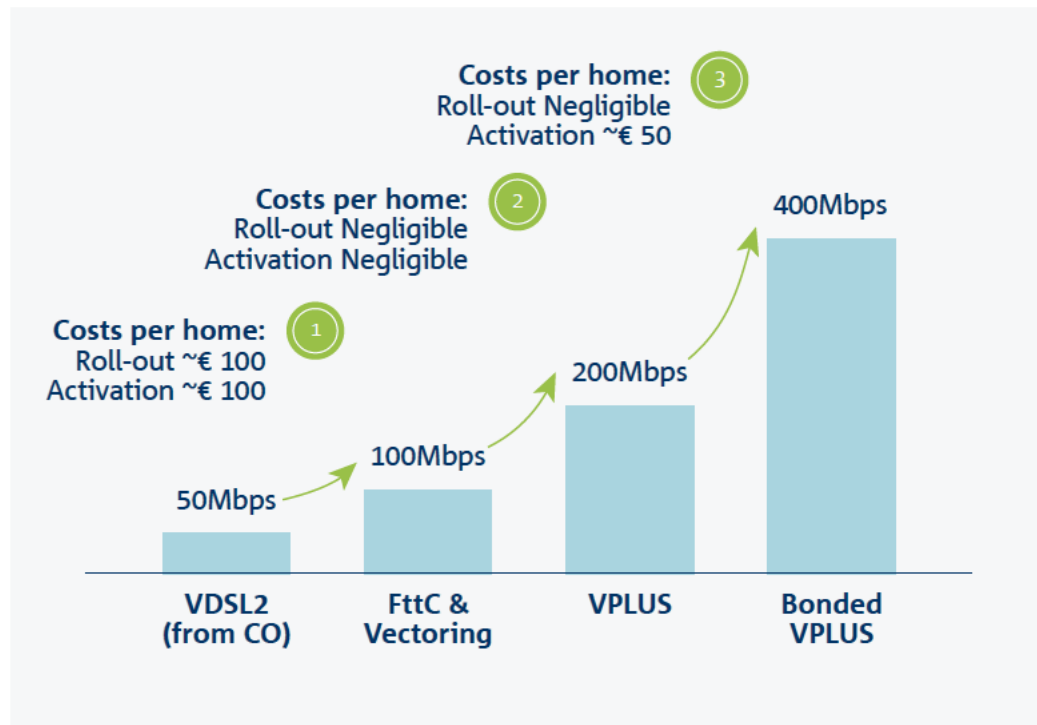 Costs per home:
Roll-out Negligible
Activation ~€ 50
3
Costs per home:
Roll-out Negligible
Activation Negligible
2
400Mbps
Costs per home:
Roll-out ~€ 100
Activation ~€ 100
1
200Mbps
100Mbps
50Mbps
VDSL2
(from CO)
FttC &
Vectoring
VPLUS
Bonded
VPLUS